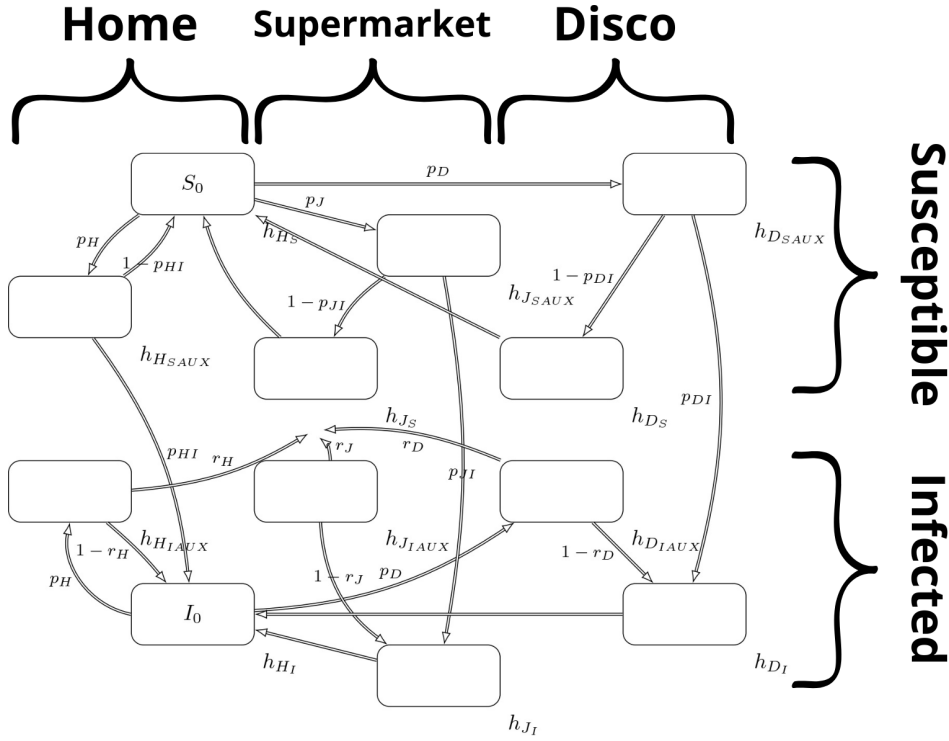 Home
Supermarket
Disco
Susceptible
Infected
S_0
p_D
p_J
h_{H_S}
h_{D_{SAUX}}
p_H
1 − p_{HI}
1 − p_{DI}
1 − p_{JI}
h_{J_{SAUX}}
h_{H_{SAUX}}
p_{DI}
h_{J_S}
h_{D_S}
r_J
r_D
p_{HI}
r_H
p_{JI}
h_{H_{IAUX}}
h_{J_{IAUX}}
h_{D_{IAUX}}
1 − r_H
1 − r_D
p_H
1 − r_J
p_D
I_0
h_{H_I}
h_{D_I}
h_{J_I}